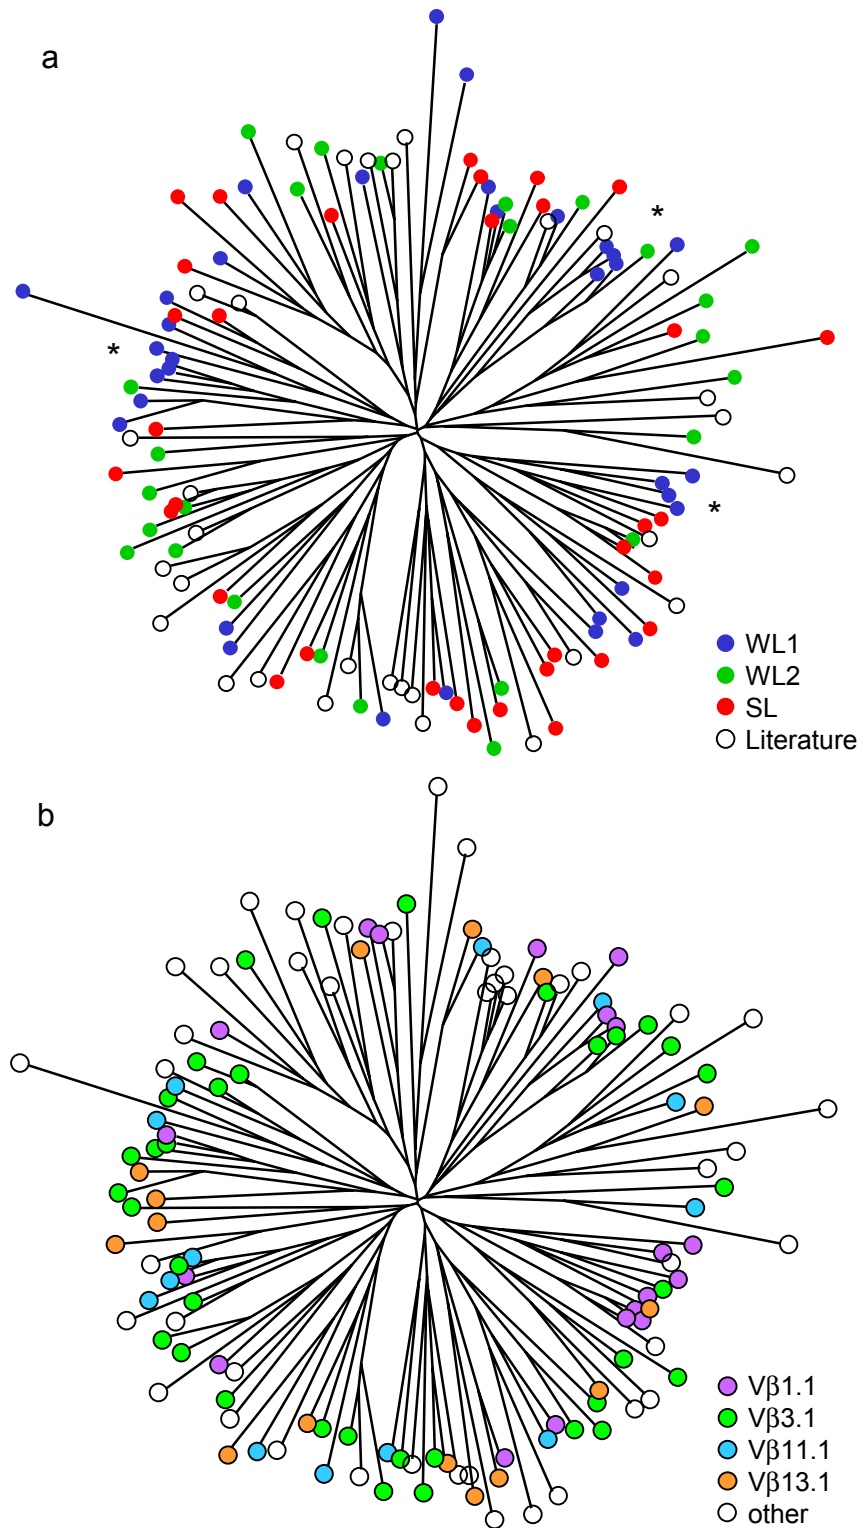 a
*
*
*
WL1
WL2
SL
Literature
b
Vβ1.1
Vβ3.1
Vβ11.1
Vβ13.1
other